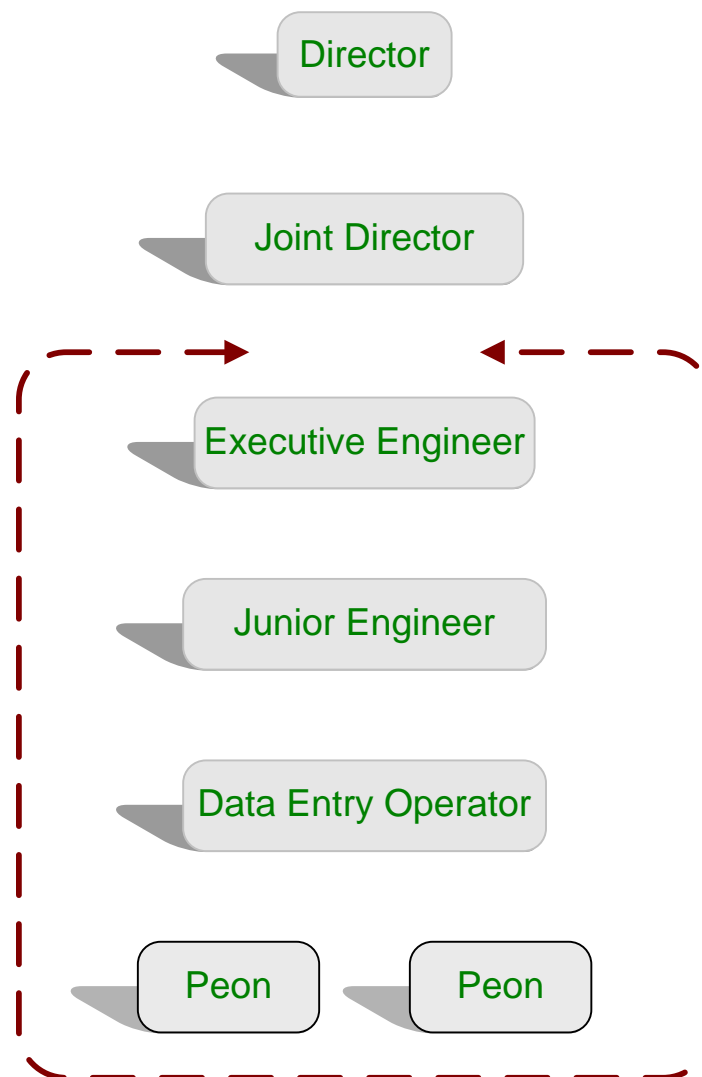 Director
Joint Director
Executive Engineer
Junior Engineer
Data Entry Operator
Peon Peon